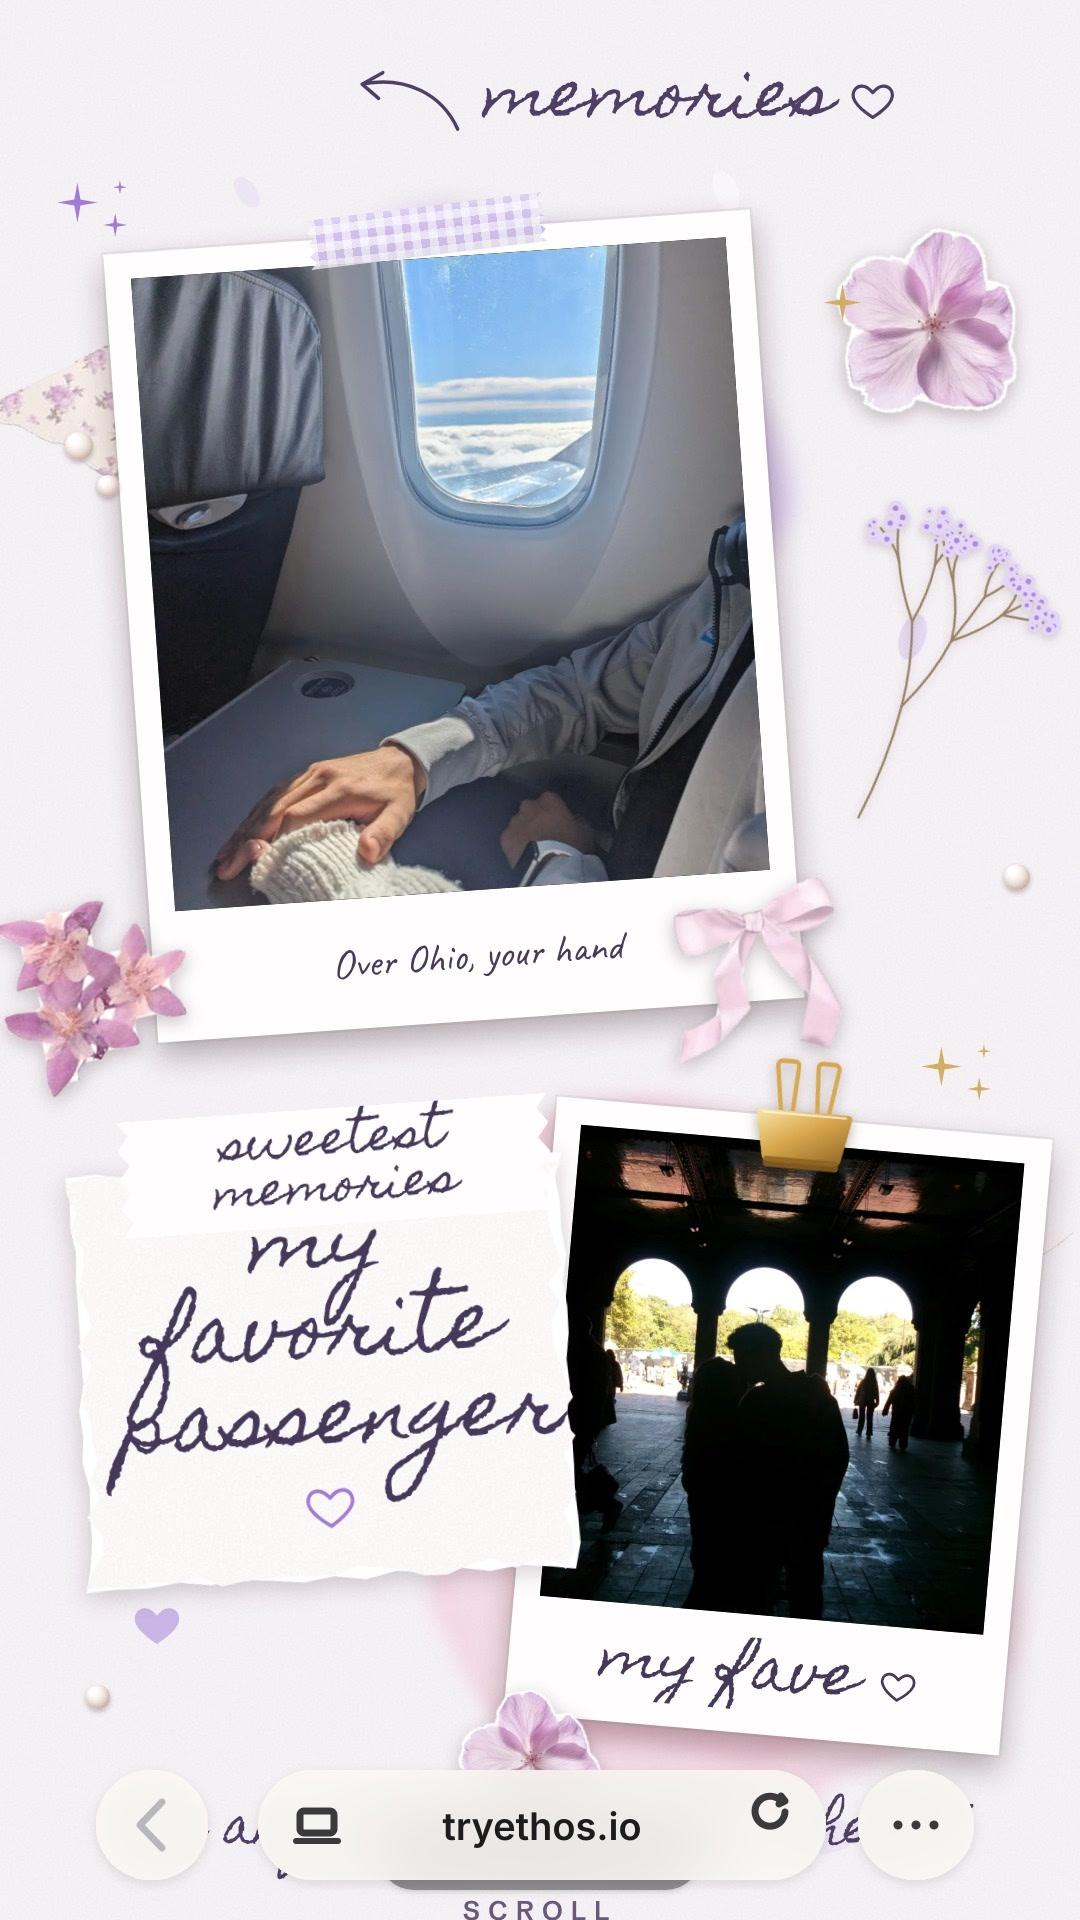 memories
Over Ohio, your hand
sweetest
memories
my
favorite
passenger
my fave
tryethos.io
SCROLL